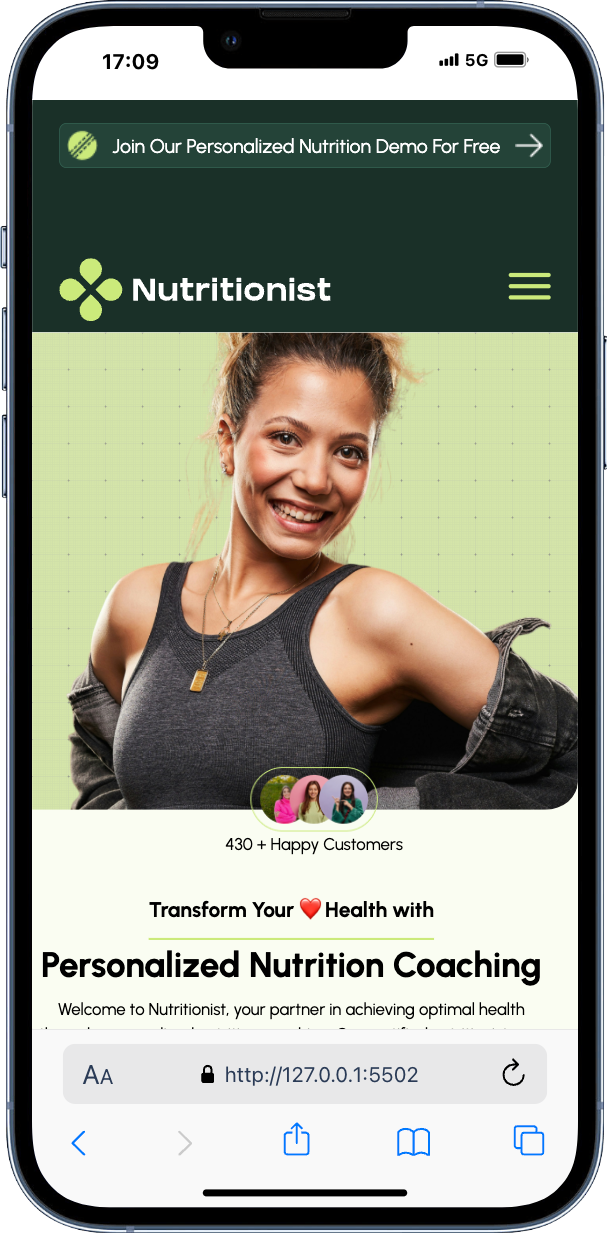 17:09
5G
Join Our Personalized Nutrition Demo For Free
Nutritionist
430 + Happy Customers
Transform Your ❤️ Health with
Personalized Nutrition Coaching
Welcome to Nutritionist, your partner in achieving optimal health
AA
http://127.0.0.1:5502